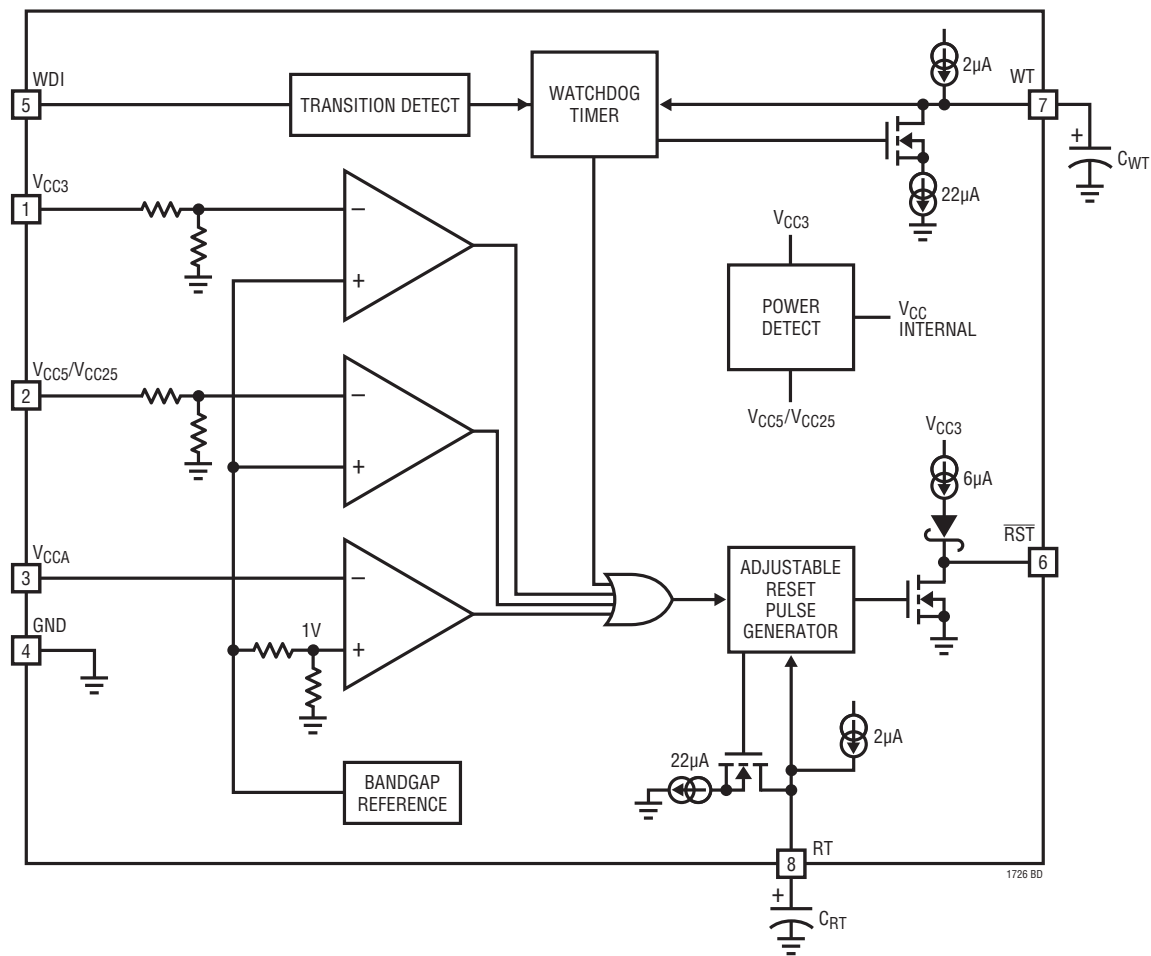 WDI
5
TRANSITION DETECT
WATCHDOG
TIMER
2µA
WT
7
+
CWT
22µA
VCC3
1
−
+
VCC3
POWER
DETECT
VCC
INTERNAL
VCC5/VCC25
VCC5/VCC25
2
−
+
VCC3
6µA
RST
6
VCCA
3
−
1V
+
GND
4
ADJUSTABLE
RESET
PULSE
GENERATOR
22µA
2µA
BANDGAP
REFERENCE
8
RT
1726 BD
+
CRT